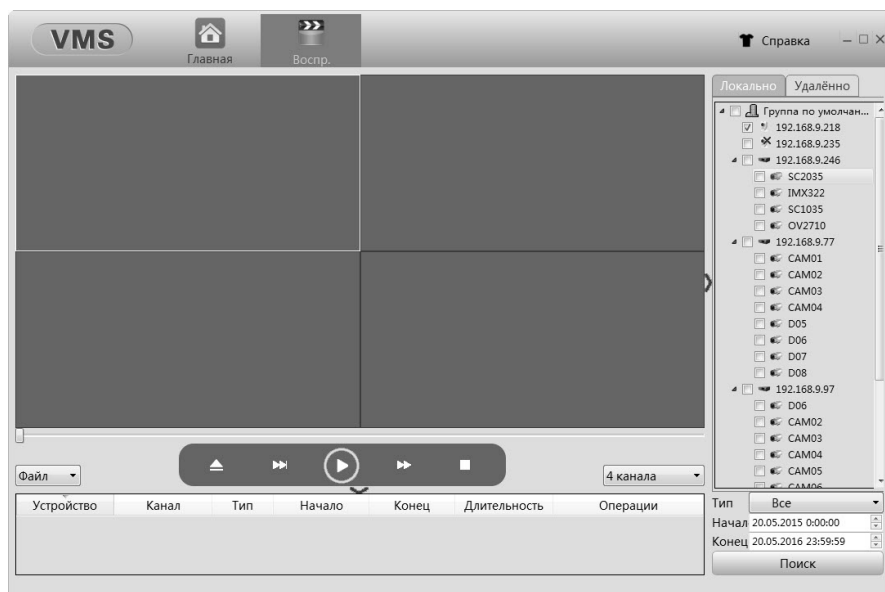 VMS
Главная
Воспр.
Справка
Локально Удалённо
Группа по умолчан...
192.168.9.218
192.168.9.235
192.168.9.246
SC2035
IMX322
SC1035
OV2710
192.168.9.77
CAM01
CAM02
CAM03
CAM04
D05
D06
D07
D08
192.168.9.97
D06
CAM02
CAM03
CAM04
CAM05
CAM06
Файл
4 канала
Устройство Канал Тип Начало Конец Длительность Операции
Тип Все
Начал 20.05.2015 0:00:00
Конец 20.05.2016 23:59:59
Поиск